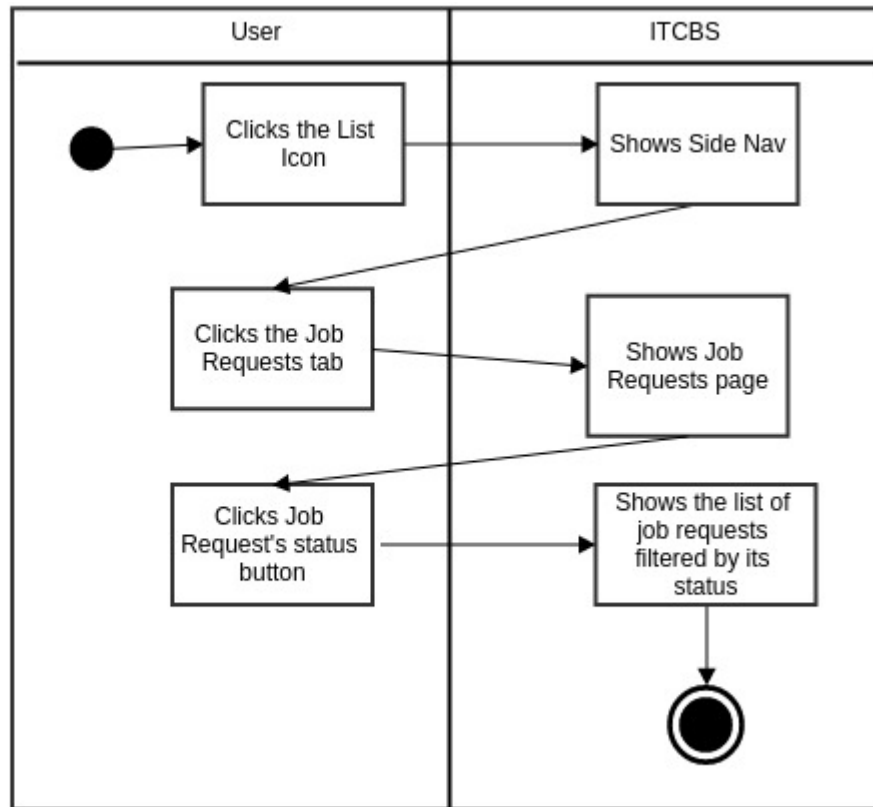 User
ITCBS
Clicks the List
Icon
Shows Side Nav
Clicks the Job
Requests tab
Shows Job
Requests page
Clicks Job
Request's status
button
Shows the list of
job requests
filtered by its
status